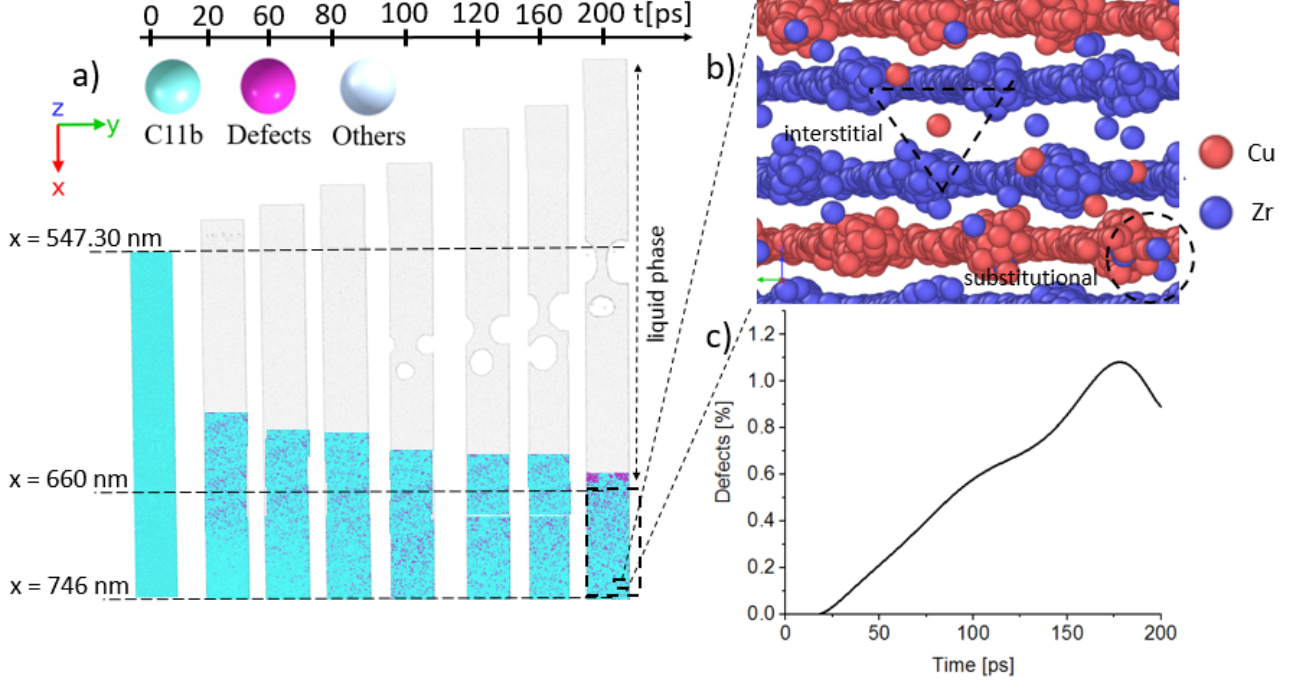 0 20 60 80 100 120 160 200 t[ps]
a)
C11b Defects Others
z
y
x
x = 547.30 nm
x = 660 nm
x = 746 nm
liquid phase
b)
interstitial
substitutional
Cu
Zr
c)
1.2
1.0
0.8
0.6
0.4
0.2
0.0
Defects [%]
0 50 100 150 200
Time [ps]